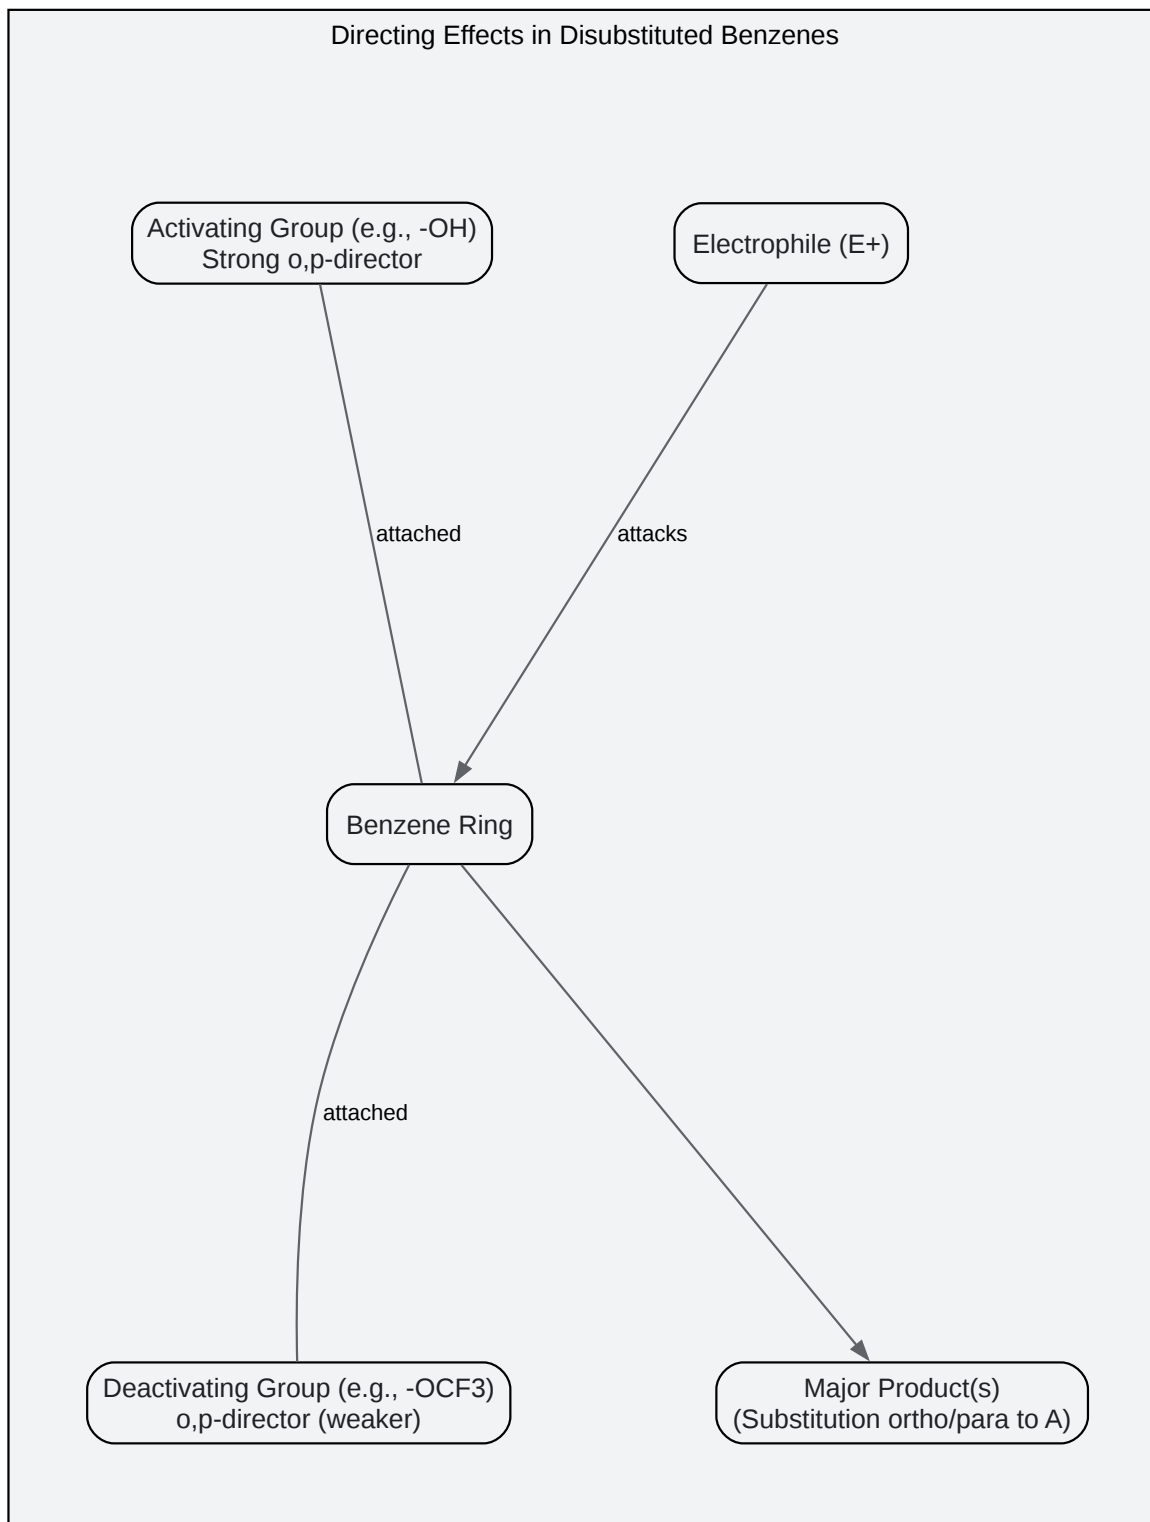 Directing Effects in Disubstituted Benzenes
Activating Group (e.g., -OH)
Strong o,p-director
Electrophile (E+)
attached
attacks
Benzene Ring
attached
Deactivating Group (e.g., -OCF3)
o,p-director (weaker)
Major Product(s)
(Substitution ortho/para to A)